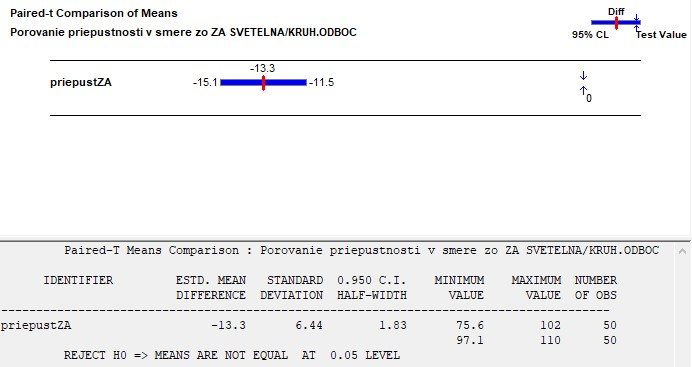 Paired-t Comparison of Means
Porovanie priepustnosti v smere zo ZA SVETELNA/KRUH.ODBOC
Diff
95% CL Test Value
-13.3
priepustZA -15.1 -11.5
0
Paired-T Means Comparison : Porovanie priepustnosti v smere zo ZA SVETELNA/KRUH.ODBOC
IDENTIFIER ESTD. MEAN STANDARD 0.950 C.I. MINIMUM MAXIMUM NUMBER
DIFFERENCE DEVIATION HALF-WIDTH VALUE VALUE OF OBS
priepustZA -13.3 6.44 1.83 75.6 102 50
97.1 110 50
REJECT H0 => MEANS ARE NOT EQUAL AT 0.05 LEVEL